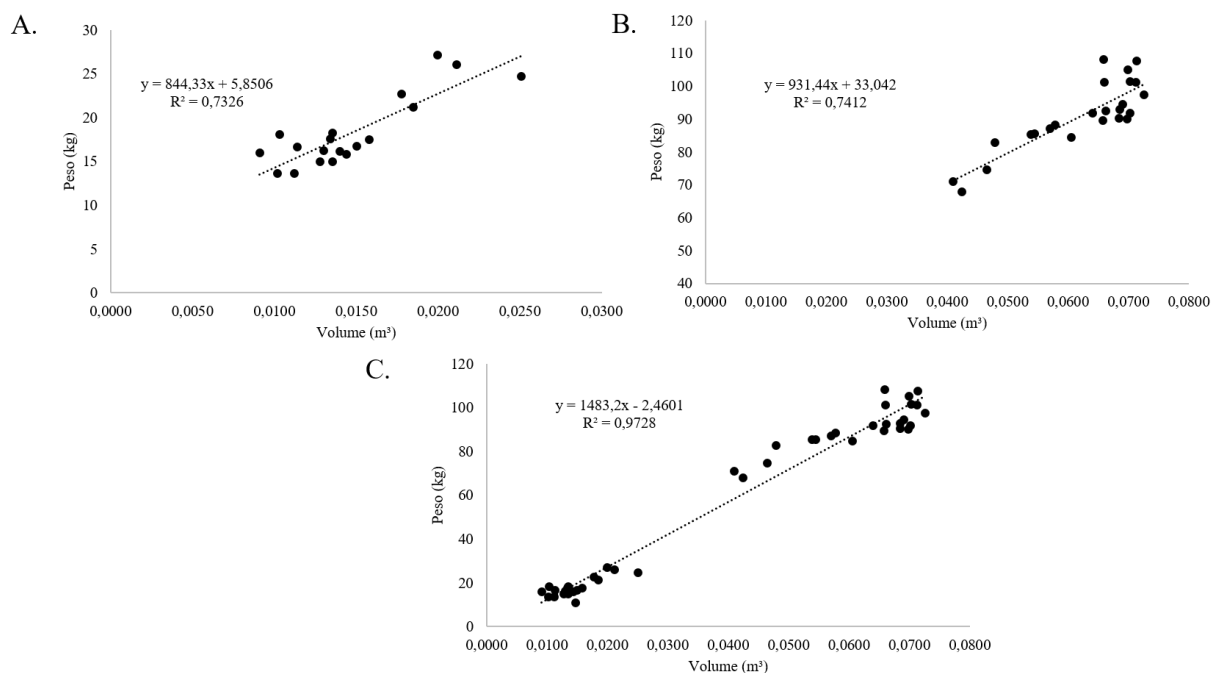 A.
Peso (kg)
30
25
20
15
10
5
0
y = 844,33x + 5,8506
R² = 0,7326
0,0000 0,0050 0,0100 0,0150 0,0200 0,0250 0,0300
Volume (m³)
B.
Peso (kg)
120
110
100
90
80
70
60
50
40
y = 931,44x + 33,042
R² = 0,7412
0,0000 0,0100 0,0200 0,0300 0,0400 0,0500 0,0600 0,0700 0,0800
Volume (m³)
C.
Peso (kg)
120
100
80
60
40
20
0
y = 1483,2x - 2,4601
R² = 0,9728
0,0000 0,0100 0,0200 0,0300 0,0400 0,0500 0,0600 0,0700 0,0800
Volume (m³)